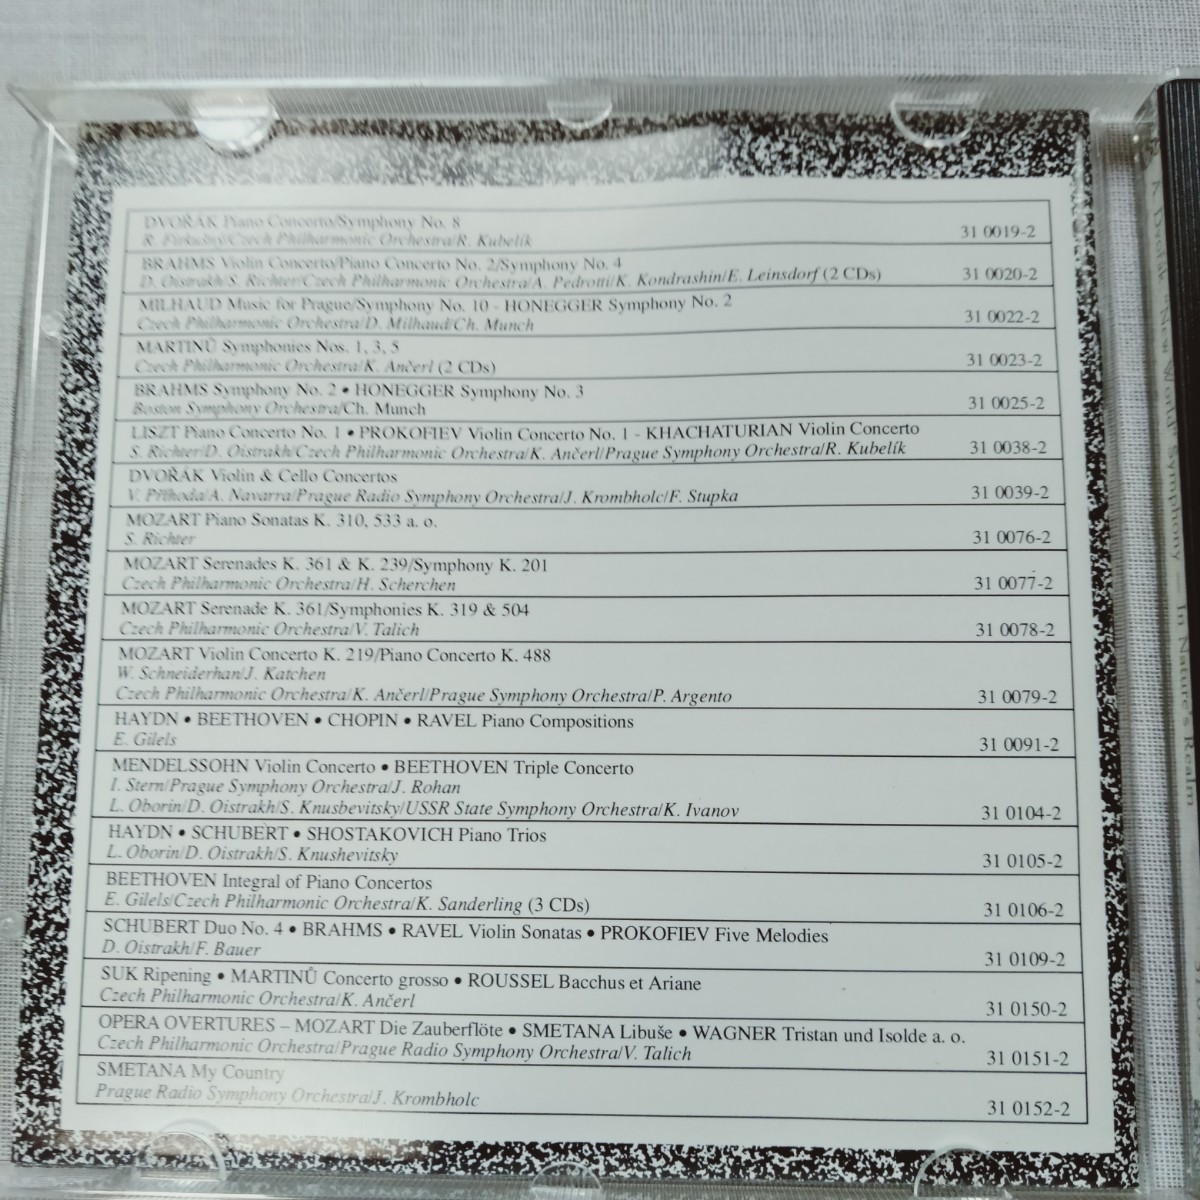 DVOŘÁK Piano Concerto/Symphony No. 8
R. Firkušný/Czech Philharmonic Orchestra/R. Kubelík
31 0019-2
BRAHMS Violin Concerto/Piano Concerto No. 2/Symphony No. 4
D. Oistrakh/S. Richter/Czech Philharmonic Orchestra/A. Pedrotti/K. Kondrashin/E. Leinsdorf (2 CDs)
31 0020-2
MILHAUD Music for Prague/Symphony No. 10 - HONEGGER Symphony No. 2
Czech Philharmonic Orchestra/D. Milhaud/Ch. Munch
31 0022-2
MARTINŮ Symphonies Nos. 1, 3, 5
Czech Philharmonic Orchestra/K. Ančerl (2 CDs)
31 0023-2
BRAHMS Symphony No. 2 • HONEGGER Symphony No. 3
Boston Symphony Orchestra/Ch. Munch
31 0025-2
LISZT Piano Concerto No. 1 • PROKOFIEV Violin Concerto No. 1 - KHACHATURIAN Violin Concerto
S. Richter/D. Oistrakh/Czech Philharmonic Orchestra/K. Ančerl/Prague Symphony Orchestra/R. Kubelík
31 0038-2
DVOŘÁK Violin & Cello Concertos
V. Příhoda/A. Navarra/Prague Radio Symphony Orchestra/J. Krombholc/F. Stupka
31 0039-2
MOZART Piano Sonatas K. 310, 533 a. o.
S. Richter
31 0076-2
MOZART Serenades K. 361 & K. 239/Symphony K. 201
Czech Philharmonic Orchestra/H. Scherchen
31 0077-2
MOZART Serenade K. 361/Symphonies K. 319 & 504
Czech Philharmonic Orchestra/V. Talich
31 0078-2
MOZART Violin Concerto K. 219/Piano Concerto K. 488
W. Schneiderhan/J. Katchen
Czech Philharmonic Orchestra/K. Ančerl/Prague Symphony Orchestra/P. Argento
31 0079-2
HAYDN • BEETHOVEN • CHOPIN • RAVEL Piano Compositions
E. Gilels
31 0091-2
MENDELSSOHN Violin Concerto • BEETHOVEN Triple Concerto
I. Stern/Prague Symphony Orchestra/J. Rohan
L. Oborin/D. Oistrakh/S. Knusbevitsky/USSR State Symphony Orchestra/K. Ivanov
31 0104-2
HAYDN • SCHUBERT • SHOSTAKOVICH Piano Trios
L. Oborin/D. Oistrakh/S. Knushevitsky
31 0105-2
BEETHOVEN Integral of Piano Concertos
E. Gilels/Czech Philharmonic Orchestra/K. Sanderling (3 CDs)
31 0106-2
SCHUBERT Duo No. 4 • BRAHMS • RAVEL Violin Sonatas • PROKOFIEV Five Melodies
D. Oistrakh/F. Bauer
31 0109-2
SUK Ripening • MARTINŮ Concerto grosso • ROUSSEL Bacchus et Ariane
Czech Philharmonic Orchestra/K. Ančerl
31 0150-2
OPERA OVERTURES – MOZART Die Zauberflöte • SMETANA Libuše • WAGNER Tristan und Isolde a. o.
Czech Philharmonic Orchestra/Prague Radio Symphony Orchestra/V. Talich
31 0151-2
SMETANA My Country
Prague Radio Symphony Orchestra/J. Krombholc
31 0152-2
A. Dvořák New World Symphony – In Nature's Realm